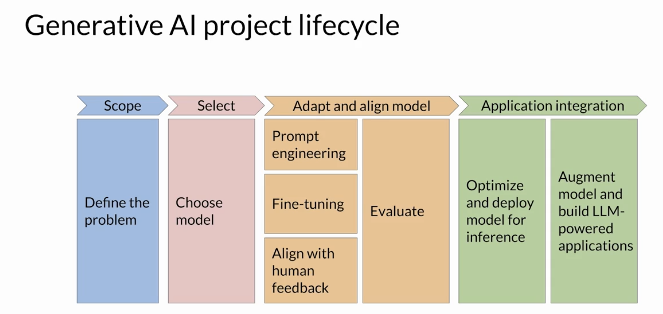 Generative AI project lifecycle
Scope
Select
Adapt and align model
Application integration
Define the
problem
Choose
model
Prompt
engineering
Fine-tuning
Align with
human
feedback
Evaluate
Optimize
and deploy
model for
inference
Augment
model and
build LLM-
powered
applications